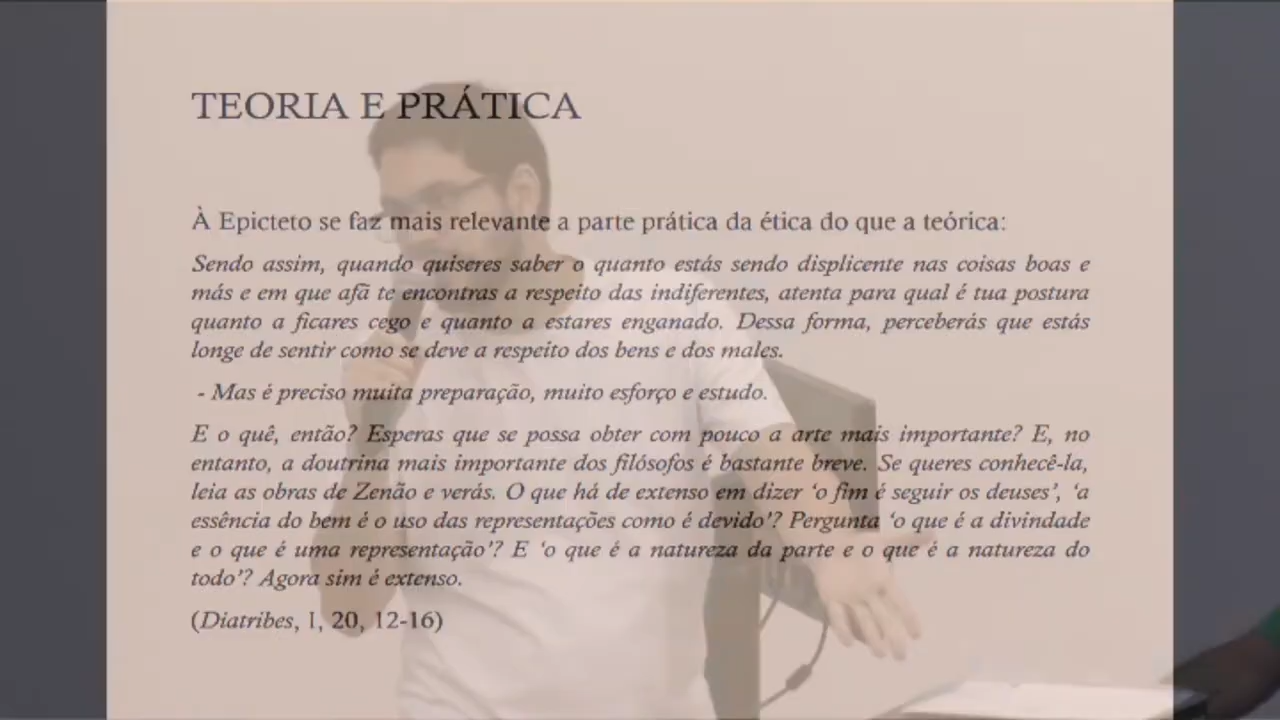 TEORIA E PRÁTICA
À Epicteto se faz mais relevante a parte prática da ética do que a teórica:
Sendo assim, quando quiseres saber o quanto estás sendo displicente nas coisas boas e
más e em que afã te encontras a respeito das indiferentes, atenta para qual é tua postura
quanto a ficares cego e quanto a estares enganado. Dessa forma, perceberás que estás
longe de sentir como se deve a respeito dos bens e dos males.
- Mas é preciso muita preparação, muito esforço e estudo.
E o quê, então? Esperas que se possa obter com pouco a arte mais importante? E, no
entanto, a doutrina mais importante dos filósofos é bastante breve. Se queres conhecê-la,
leia as obras de Zenão e verás. O que há de extenso em dizer ‘o fim é seguir os deuses’, ‘a
essência do bem é o uso das representações como é devido’? Pergunta ‘o que é a divindade
e o que é uma representação’? E ‘o que é a natureza da parte e o que é a natureza do
todo’? Agora sim é extenso.
(Diatribes, I, 20, 12-16)